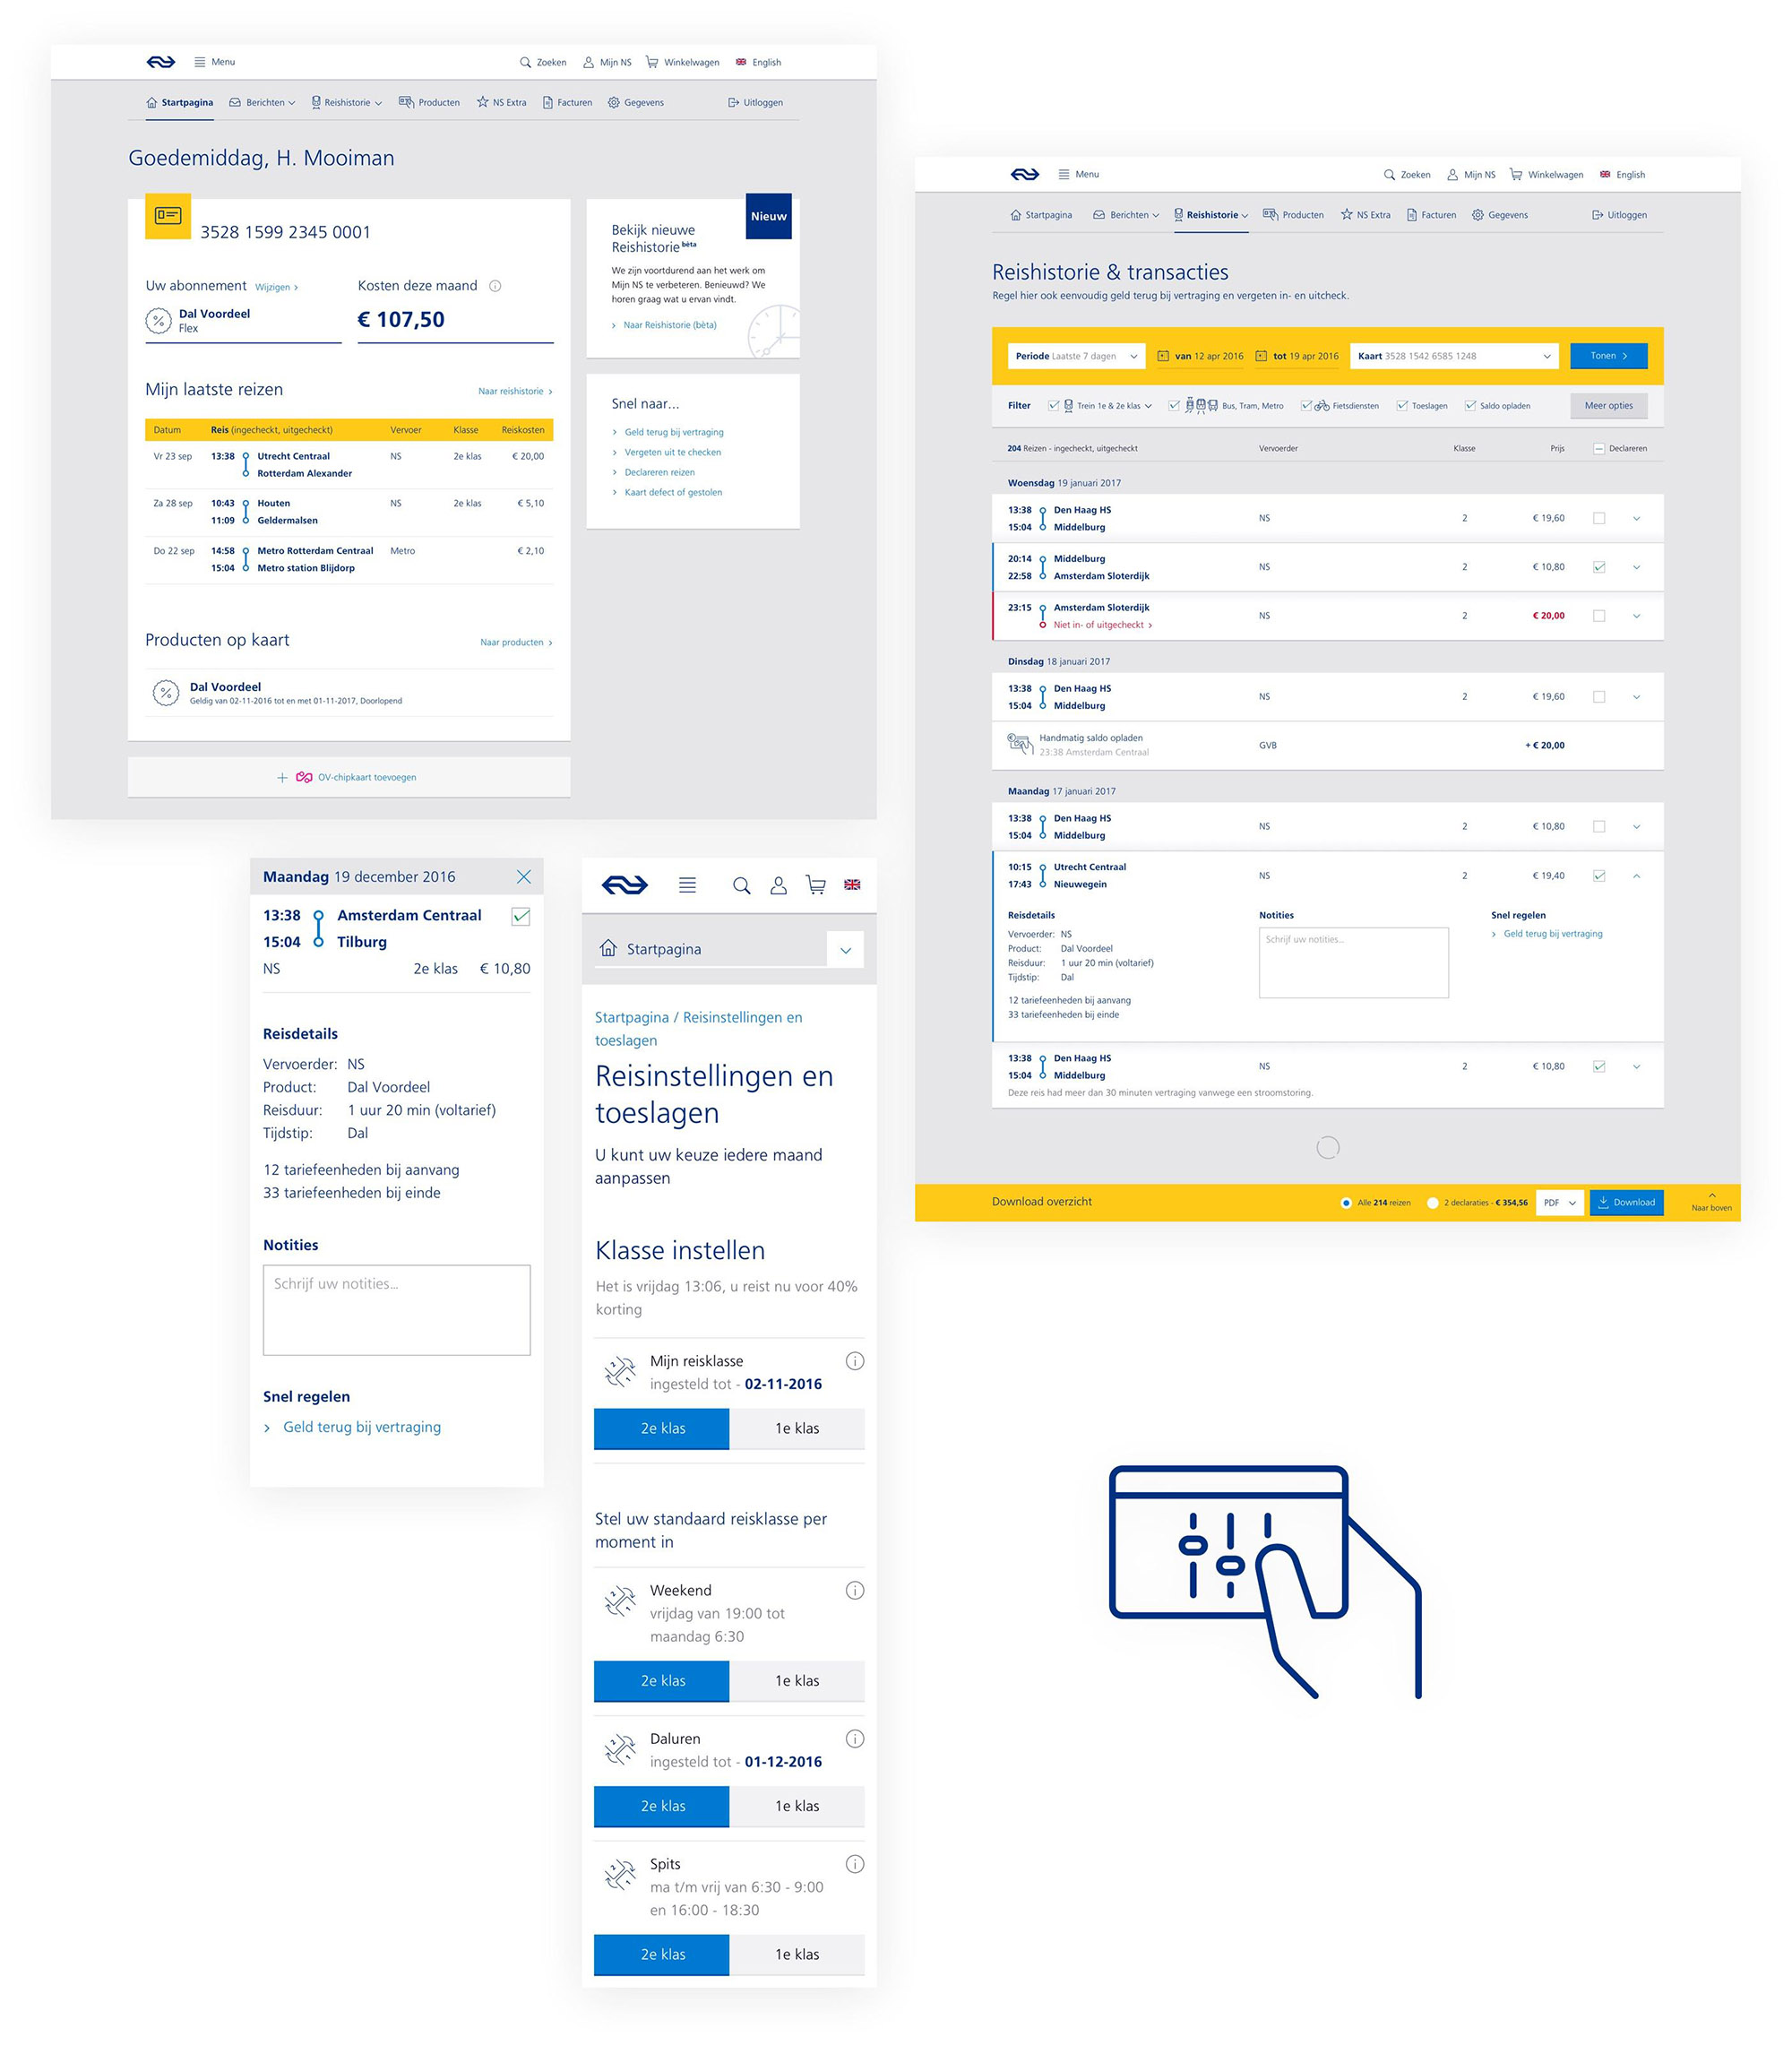 Menu
Zoeken
Mijn NS
Winkelwagen
English
Startpagina
Berichten
Reishistorie
Producten
NS Extra
Facturen
Gegevens
Uitloggen
Goedemiddag, H. Mooiman
3528 1599 2345 0001
Uw abonnement Wijzigen
Dal Voordeel
Flex
Kosten deze maand
€ 107,50
Mijn laatste reizen
Naar reishistorie
Datum Reis (ingecheckt, uitgecheckt) Vervoer Klasse Reiskosten
Vr 23 sep 13:38 Utrecht Centraal NS 2e klas € 20,00
Rotterdam Alexander
Za 28 sep 10:43 Houten NS 2e klas € 5,10
11:09 Geldermalsen
Do 22 sep 14:58 Metro Rotterdam Centraal Metro € 2,10
15:04 Metro station Blijdorp
Producten op kaart
Naar producten
Dal Voordeel
Geldig van 02-11-2016 tot en met 01-11-2017, Doorlopend
OV-chipkaart toevoegen
Nieuw
Bekijk nieuwe
Reishistorie bèta
We zijn voortdurend aan het werk om
Mijn NS te verbeteren. Benieuwd? We
horen graag wat u ervan vindt.
Naar Reishistorie (bèta)
Snel naar...
Geld terug bij vertraging
Vergeten uit te checken
Declareren reizen
Kaart defect of gestolen
Menu
Zoeken
Mijn NS
Winkelwagen
English
Startpagina
Berichten
Reishistorie
Producten
NS Extra
Facturen
Gegevens
Uitloggen
Reishistorie & transacties
Regel hier ook eenvoudig geld terug bij vertraging en vergeten in- en uitcheck.
Periode Laatste 7 dagen
van 12 apr 2016
tot 19 apr 2016
Kaart 3528 1542 6585 1248
Tonen
Filter
Trein 1e & 2e klas
Bus, Tram, Metro
Fietsdiensten
Toeslagen
Saldo opladen
Meer opties
204 Reizen - ingecheckt, uitgecheckt Vervoerder Klasse Prijs Declareren
Woensdag 19 januari 2017
13:38 Den Haag HS NS 2 € 19,60
15:04 Middelburg
20:14 Middelburg NS 2 € 10,80
22:58 Amsterdam Sloterdijk
23:15 Amsterdam Sloterdijk NS 2 € 20,00
Niet in- of uitgecheckt
Dinsdag 18 januari 2017
13:38 Den Haag HS NS 2 € 19,60
15:04 Middelburg
Handmatig saldo opladen GVB + € 20,00
23:38 Amsterdam Centraal
Maandag 17 januari 2017
13:38 Den Haag HS NS 2 € 10,80
15:04 Middelburg
10:15 Utrecht Centraal NS 2 € 19,40
17:43 Nieuwegein
Reisdetails
Vervoerder: NS
Product: Dal Voordeel
Reisduur: 1 uur 20 min (voltarief)
Tijdstip: Dal
12 tariefeenheden bij aanvang
33 tariefeenheden bij einde
Notities
Schrijf uw notities...
Snel regelen
Geld terug bij vertraging
13:38 Den Haag HS NS 2 € 10,80
15:04 Middelburg
Deze reis had meer dan 30 minuten vertraging vanwege een stroomstoring.
Download overzicht
Alle 214 reizen
2 declaraties - € 354,56
PDF
Download
Naar boven
Maandag 19 december 2016
13:38 Amsterdam Centraal
15:04 Tilburg
NS 2e klas € 10,80
Reisdetails
Vervoerder: NS
Product: Dal Voordeel
Reisduur: 1 uur 20 min (voltarief)
Tijdstip: Dal
12 tariefeenheden bij aanvang
33 tariefeenheden bij einde
Notities
Schrijf uw notities...
Snel regelen
Geld terug bij vertraging
Startpagina
Startpagina / Reisinstellingen en
toeslagen
Reisinstellingen en
toeslagen
U kunt uw keuze iedere maand
aanpassen
Klasse instellen
Het is vrijdag 13:06, u reist nu voor 40%
korting
Mijn reisklasse
ingesteld tot - 02-11-2016
2e klas 1e klas
Stel uw standaard reisklasse per
moment in
Weekend
vrijdag van 19:00 tot
maandag 6:30
2e klas 1e klas
Daluren
ingesteld tot - 01-12-2016
2e klas 1e klas
Spits
ma t/m vrij van 6:30 - 9:00
en 16:00 - 18:30
2e klas 1e klas